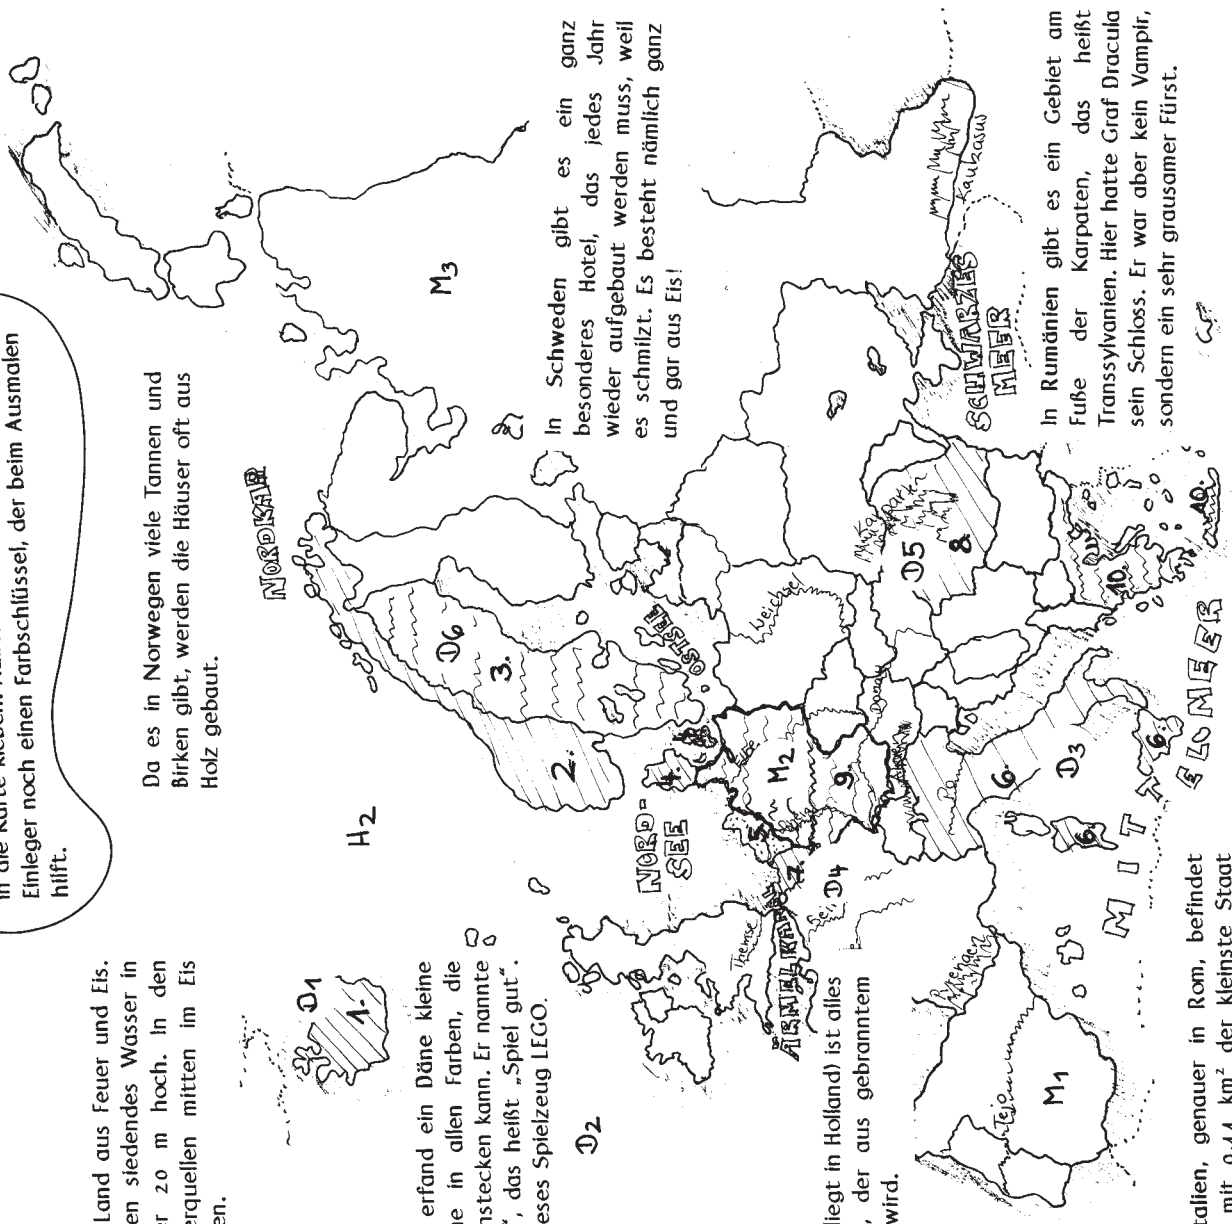 in die Karte kleben.
Einleger noch einen Farbschlüssel, der beim Ausmalen
hilft.
Land aus Feuer und Eis.
en siedendes Wasser in
er 20 m hoch. In den
erquellen mitten im Eis
en.
Da es in Norwegen viele Tannen und
Birken gibt, werden die Häuser oft aus
Holz gebaut.
NORDKAP
H2
D1
1.
M3
erfand ein Däne kleine
ne in allen Farben, die
nstecken kann. Er nannte
", das heißt „Spiel gut".
eses Spielzeug LEGO.
In Schweden gibt es ein ganz
besonderes Hotel, das jedes Jahr
wieder aufgebaut werden muss, weil
es schmilzt. Es besteht nämlich ganz
und gar aus Eis!
D6
3.
2.
D2
NORD-
SEE
4.
OSTSEE
Themse
ÄRMELKANAL
5.
7.
Elbe
M2
Weichsel
D4
9.
Donau
Karpaten
D5
8.
Kaukasus
SCHWARZES
MEER
liegt in Holland) ist alles
, der aus gebranntem
wird.
Pyrenäen
Tejo
M1
Po
6.
D3
6.
6.
MITTELMEER
10.
10.
In Rumänien gibt es ein Gebiet am
Fuße der Karpaten, das heißt
Transsylvanien. Hier hatte Graf Dracula
sein Schloss. Er war aber kein Vampir,
sondern ein sehr grausamer Fürst.
talien, genauer in Rom, befindet
mit 0,44 km² der kleinste Staat